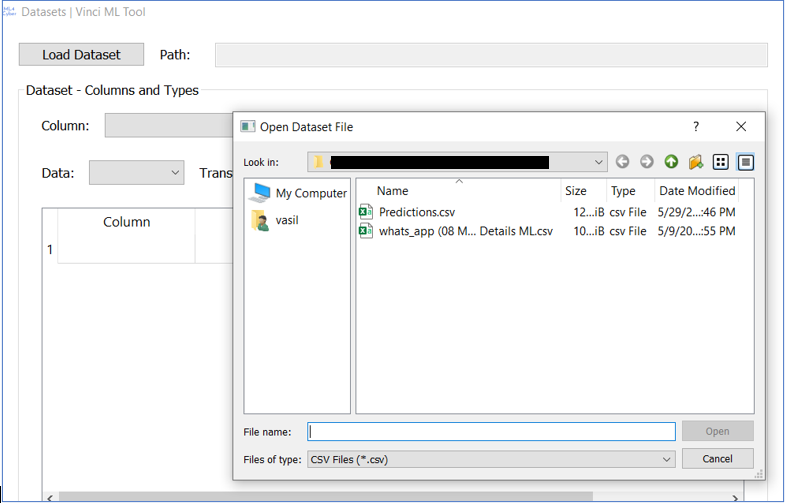 Datasets | Vinci ML Tool
Load Dataset Path:
Dataset - Columns and Types
Column:
Data: Trans
Column
1
Open Dataset File ?
Look in:
My Computer
vasil
Name Size Type Date Modified
Predictions.csv 12...iB csv File 5/29/2...:46 PM
whats_app (08 M... Details ML.csv 10...iB csv File 5/9/20...:55 PM
File name: Open
Files of type: CSV Files (*.csv) Cancel